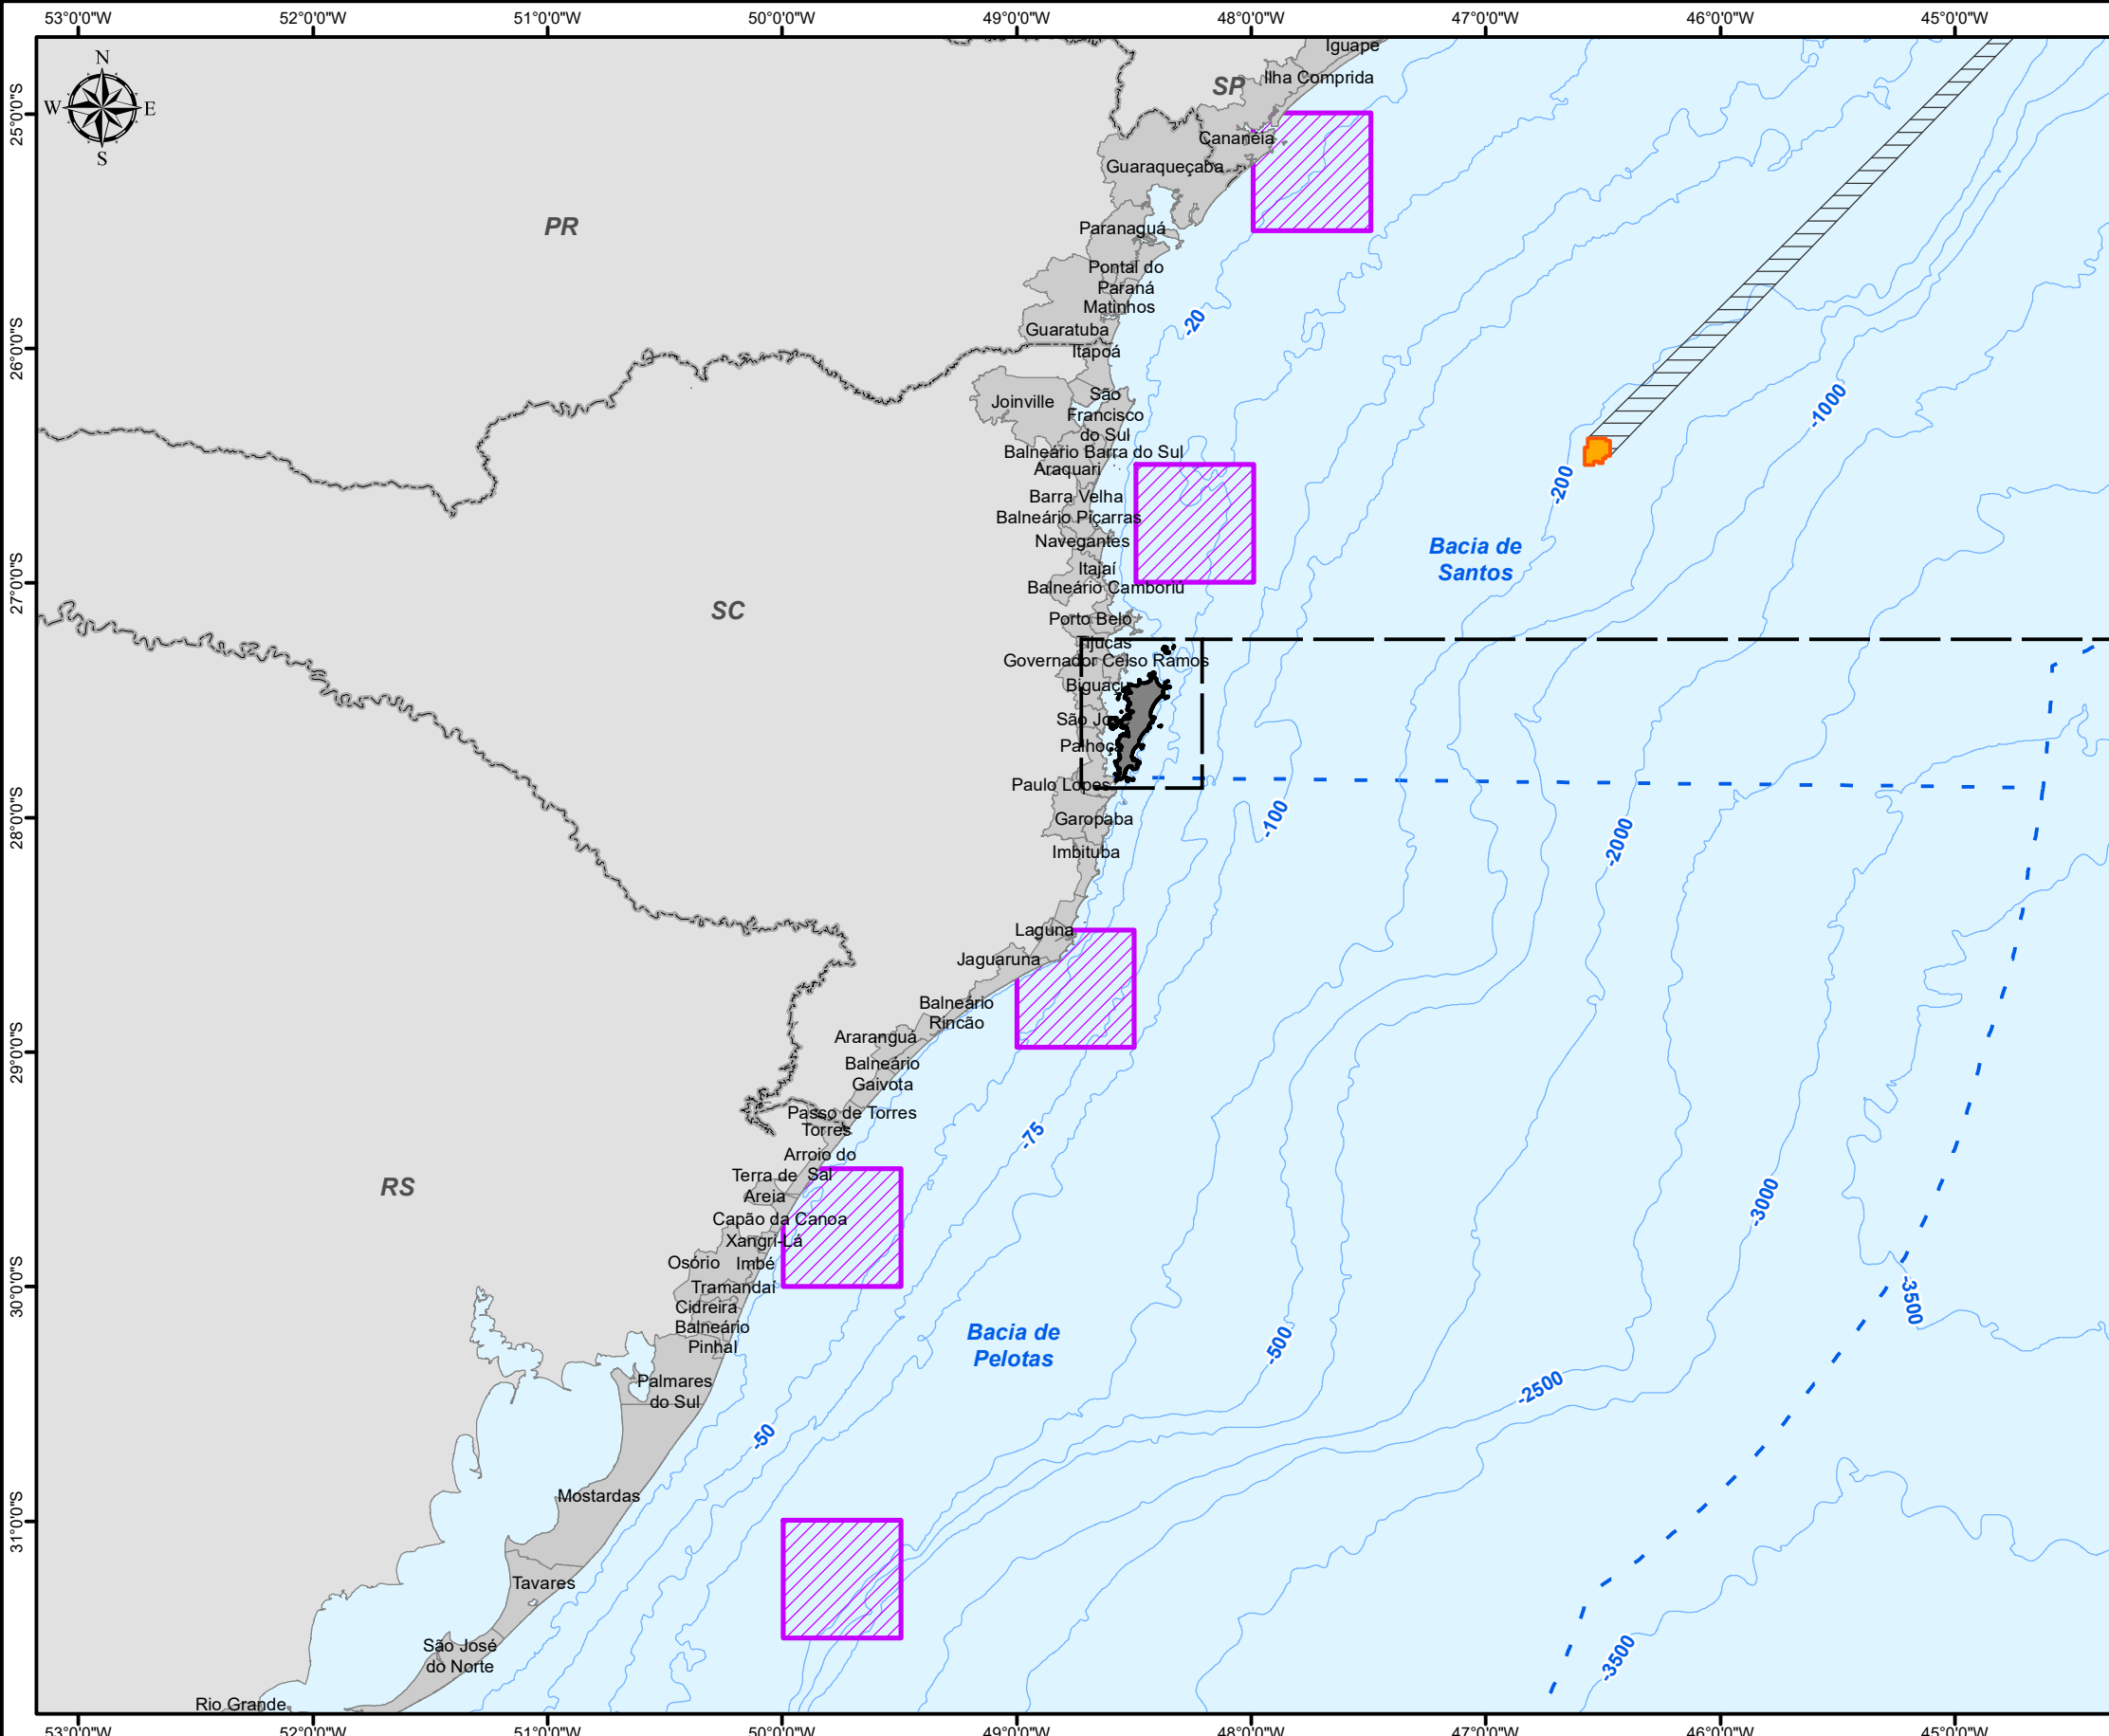 53°0'0"W
52°0'0"W
51°0'0"W
50°0'0"W
49°0'0"W
48°0'0"W
47°0'0"W
46°0'0"W
45°0'0"W
N
W
E
S
25°0'0"S
26°0'0"S
27°0'0"S
28°0'0"S
29°0'0"S
30°0'0"S
31°0'0"S
Iguape
Ilha Comprida
SP
Cananéia
Guaraqueçaba
PR
Paranaguá
Pontal do
Paraná
Matinhos
-20
Guaratuba
Itapoá
Joinville
São
Francisco
do Sul
-1000
Balneário Barra do Sul
Araquari
-200
Barra Velha
Balneário Piçarras
Navegantes
Bacia de
Santos
Itajaí
Balneário Camboriú
SC
Porto Belo
Tijucas
Governador Celso Ramos
Biguaçu
São Jo
Palhoça
Paulo Lopes
Garopaba
-100
-2000
Imbituba
Laguna
Jaguaruna
Balneário
Rincão
Araranguá
Balneário
Gaivota
Passo de Torres
Torres
-75
Arroio do
Sal
Terra de
Areia
RS
-3000
Capão da Canoa
Xangri-Lá
Osório
Imbé
Tramandaí
-3500
Cidreira
Balneário
Pinhal
Bacia de
Pelotas
-500
Palmares
do Sul
-2500
-50
Mostardas
Tavares
São José
do Norte
-3500
Rio Grande
53°0'0"W
52°0'0"W
51°0'0"W
50°0'0"W
49°0'0"W
48°0'0"W
47°0'0"W
46°0'0"W
45°0'0"W